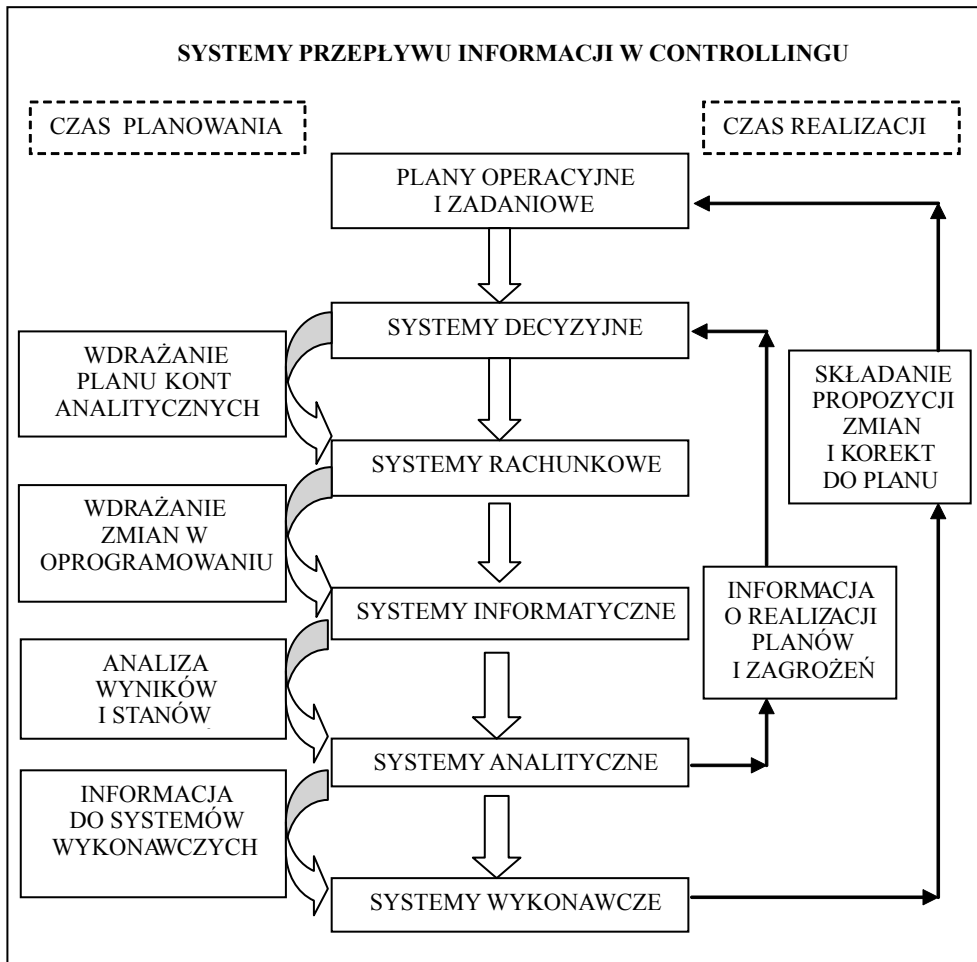 SYSTEMY PRZEPŁYWU INFORMACJI W CONTROLLINGU
CZAS PLANOWANIA
CZAS REALIZACJI
PLANY OPERACYJNE
I ZADANIOWE
SYSTEMY DECYZYJNE
WDRAŻANIE
PLANU KONT
ANALITYCZNYCH
SKŁADANIE
PROPOZYCJI
ZMIAN
I KOREKT
DO PLANU
SYSTEMY RACHUNKOWE
WDRAŻANIE
ZMIAN W
OPROGRAMOWANIU
SYSTEMY INFORMATYCZNE
INFORMACJA
O REALIZACJI
PLANÓW
I ZAGROŻEŃ
ANALIZA
WYNIKÓW
I STANÓW
SYSTEMY ANALITYCZNE
INFORMACJA
DO SYSTEMÓW
WYKONAWCZYCH
SYSTEMY WYKONAWCZE